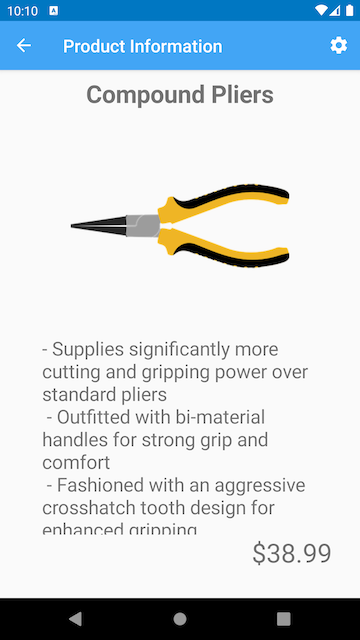 10:10 A
Product Information
Compound Pliers
- Supplies significantly more
cutting and gripping power over
standard pliers
- Outfitted with bi-material
handles for strong grip and
comfort
- Fashioned with an aggressive
crosshatch tooth design for
enhanced gripping
$38.99